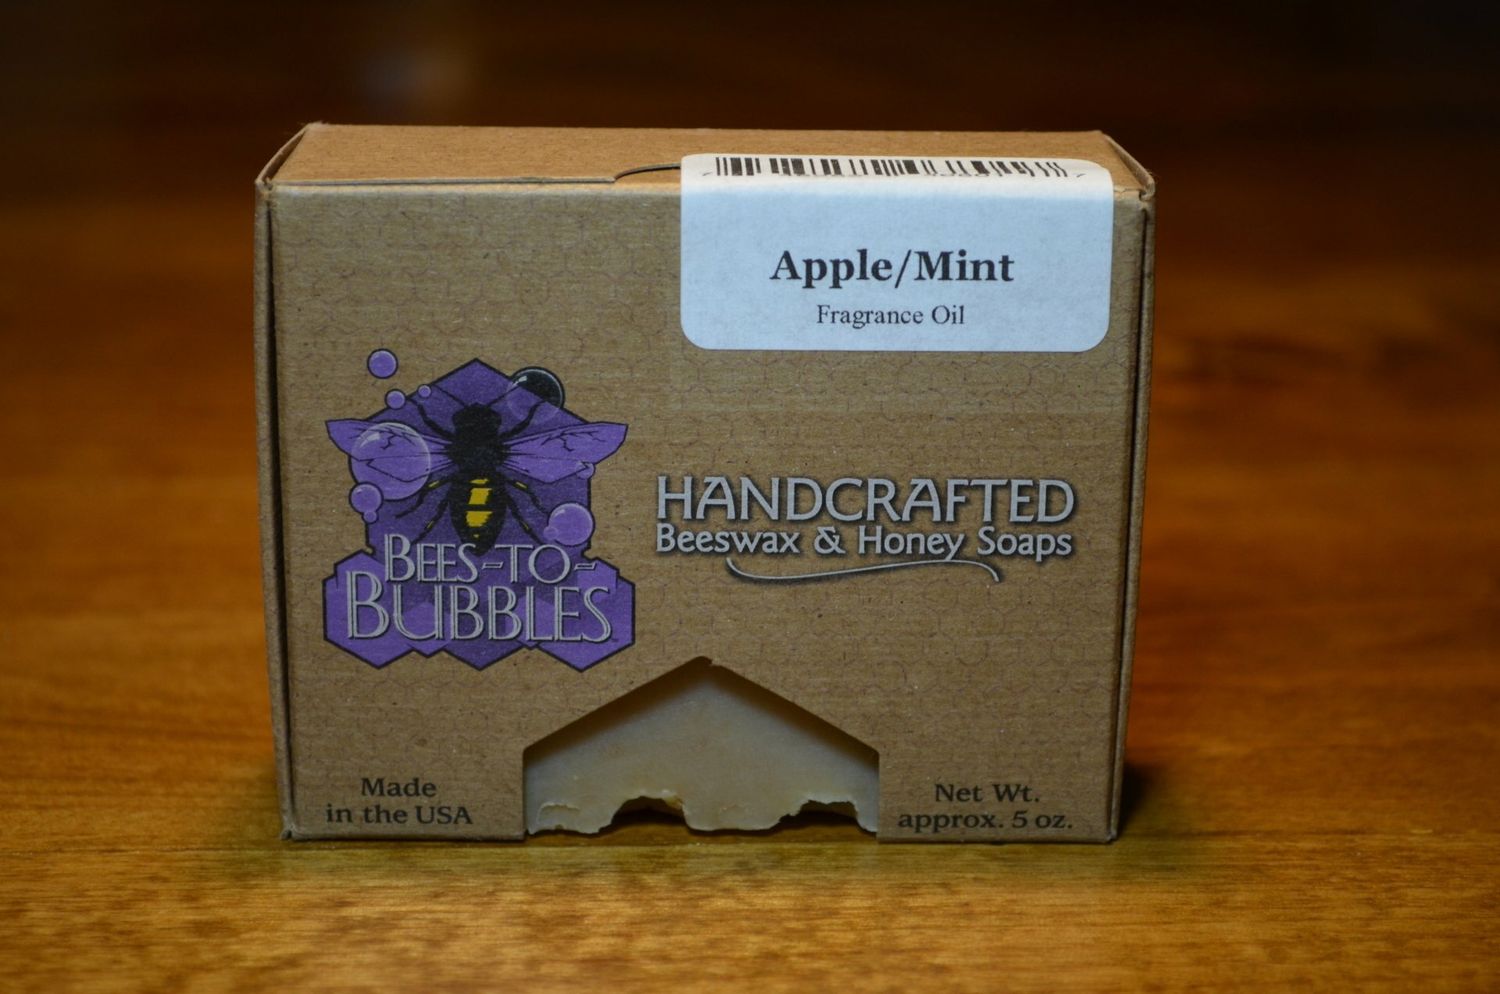 Apple/Mint
Fragrance Oil
BEES-TO-
BUBBLES
HANDCRAFTED
Beeswax & Honey Soaps
Made
in the USA
Net Wt.
approx. 5 oz.